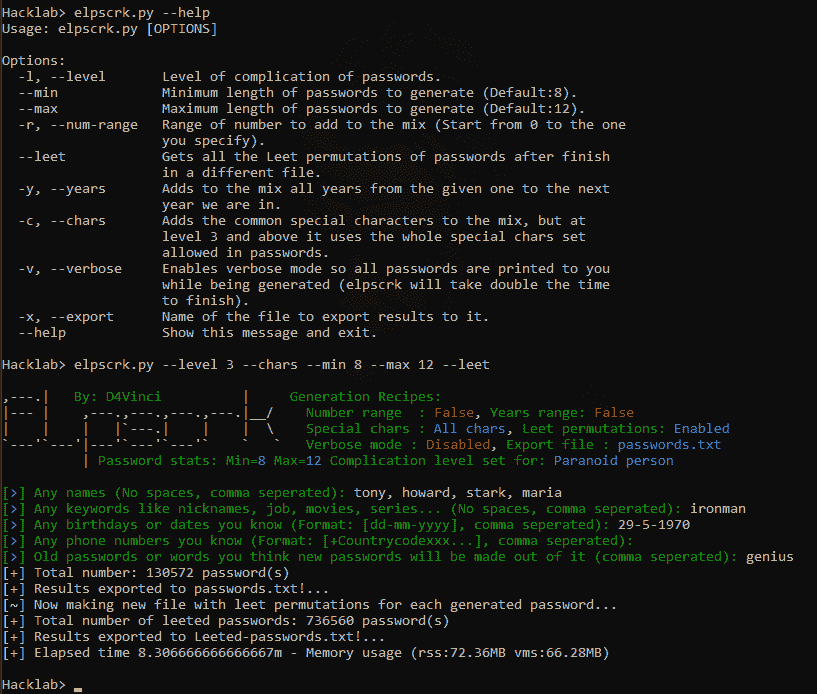 Hacklab> elpscrk.py --help
Usage: elpscrk.py [OPTIONS]
Options:
-l, --level Level of complication of passwords.
--min Minimum length of passwords to generate (Default:8).
--max Maximum length of passwords to generate (Default:12).
-r, --num-range Range of number to add to the mix (Start from 0 to the one
you specify).
--leet Gets all the Leet permutations of passwords after finish
in a different file.
-y, --years Adds to the mix all years from the given one to the next
year we are in.
-c, --chars Adds the common special characters to the mix, but at
level 3 and above it uses the whole special chars set
allowed in passwords.
-v, --verbose Enables verbose mode so all passwords are printed to you
while being generated (elpscrk will take double the time
to finish).
-x, --export Name of the file to export results to it.
--help Show this message and exit.
Hacklab> elpscrk.py --level 3 --chars --min 8 --max 12 --leet
,---.| By: D4Vinci | Generation Recipes:
|--- | ,---.,---.,---.,---.|__/ Number range : False, Years range: False
| | | |`---.| | | \ Special chars : All chars, Leet permutations: Enabled
`---'`---'|---'`---'`---'` ` ` Verbose mode : Disabled, Export file : passwords.txt
| Password stats: Min=8 Max=12 Complication level set for: Paranoid person
[>] Any names (No spaces, comma seperated): tony, howard, stark, maria
[>] Any keywords like nicknames, job, movies, series... (No spaces, comma seperated): ironman
[>] Any birthdays or dates you know (Format: [dd-mm-yyyy], comma seperated): 29-5-1970
[>] Any phone numbers you know (Format: [+Countrycodexxx...], comma seperated):
[>] Old passwords or words you think new passwords will be made out of it (comma seperated): genius
[+] Total number: 130572 password(s)
[+] Results exported to passwords.txt!...
[~] Now making new file with leet permutations for each generated password...
[+] Total number of leeted passwords: 736560 password(s)
[+] Results exported to Leeted-passwords.txt!...
[+] Elapsed time 8.306666666666667m - Memory usage (rss:72.36MB vms:66.28MB)
Hacklab> _